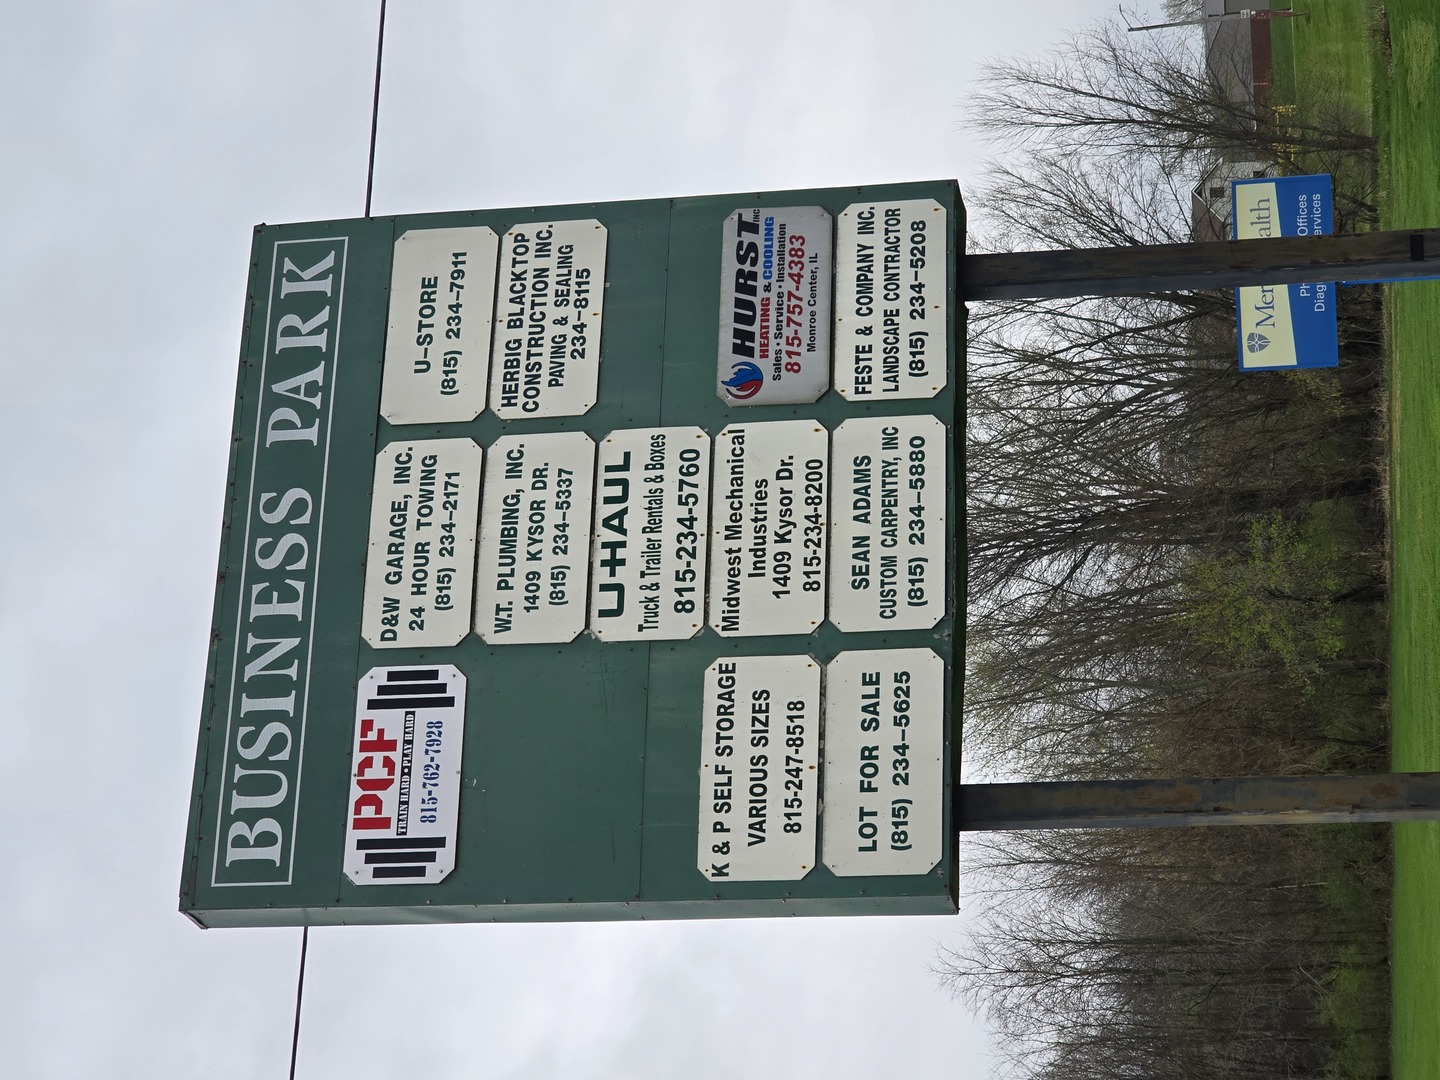 BUSINESS PARK
PCF
TRAIN HARD • PLAY HARD
815-762-7928
K & P SELF STORAGE
VARIOUS SIZES
815-247-8518
LOT FOR SALE
(815) 234-5625
D&W GARAGE, INC.
24 HOUR TOWING
(815) 234-2171
W.T. PLUMBING, INC.
1409 KYSOR DR.
(815) 234-5337
U-HAUL
Truck & Trailer Rentals & Boxes
815-234-5760
Midwest Mechanical
Industries
1409 Kysor Dr.
815-234-8200
SEAN ADAMS
CUSTOM CARPENTRY, INC
(815) 234-5880
U-STORE
(815) 234-7911
HERBIG BLACKTOP
CONSTRUCTION INC.
PAVING & SEALING
234-8115
HURST INC
HEATING & COOLING
Sales • Service • Installation
815-757-4383
Monroe Center, IL
FESTE & COMPANY INC.
LANDSCAPE CONTRACTOR
(815) 234-5208
Offices